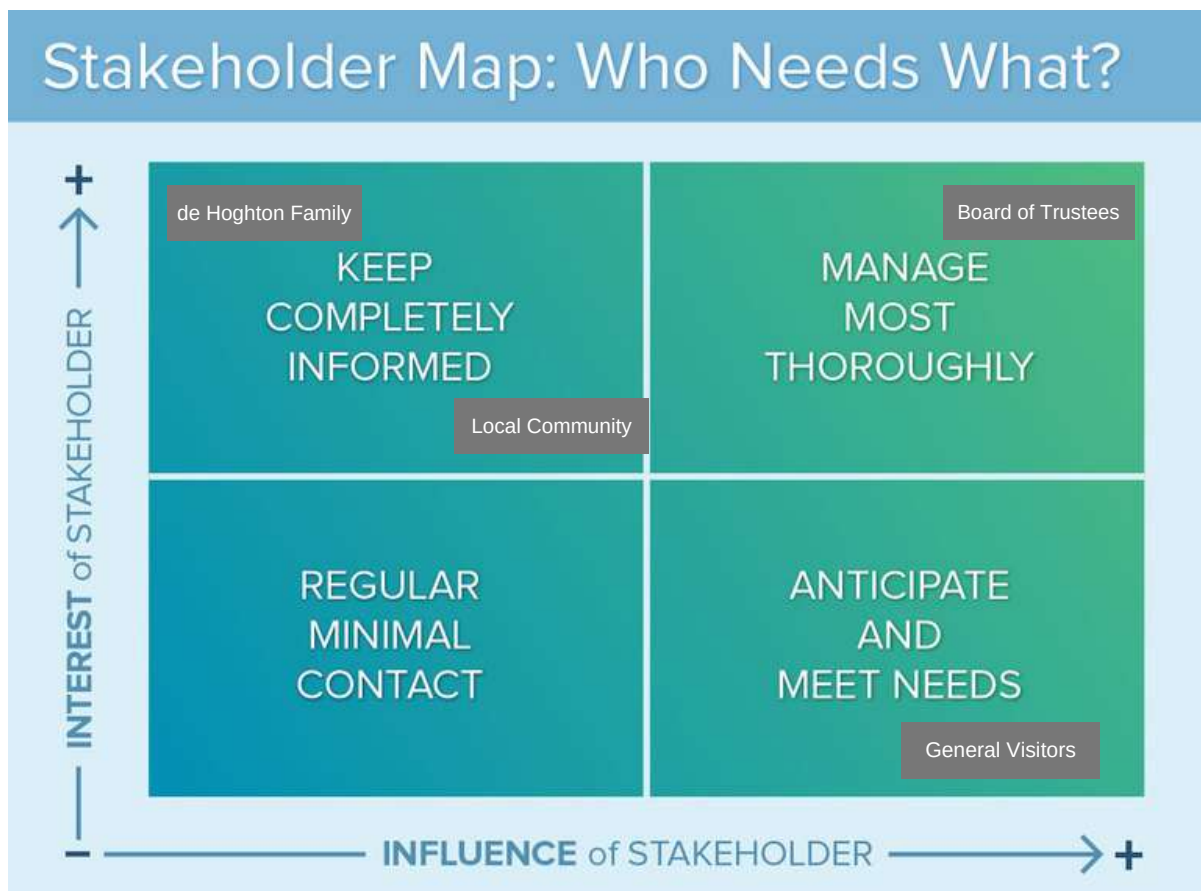 Stakeholder Map: Who Needs What?
+
INTEREST of STAKEHOLDER
de Hoghton Family
KEEP
COMPLETELY
INFORMED
Local Community
Board of Trustees
MANAGE
MOST
THOROUGHLY
REGULAR
MINIMAL
CONTACT
ANTICIPATE
AND
MEET NEEDS
General Visitors
–
INFLUENCE of STAKEHOLDER
+